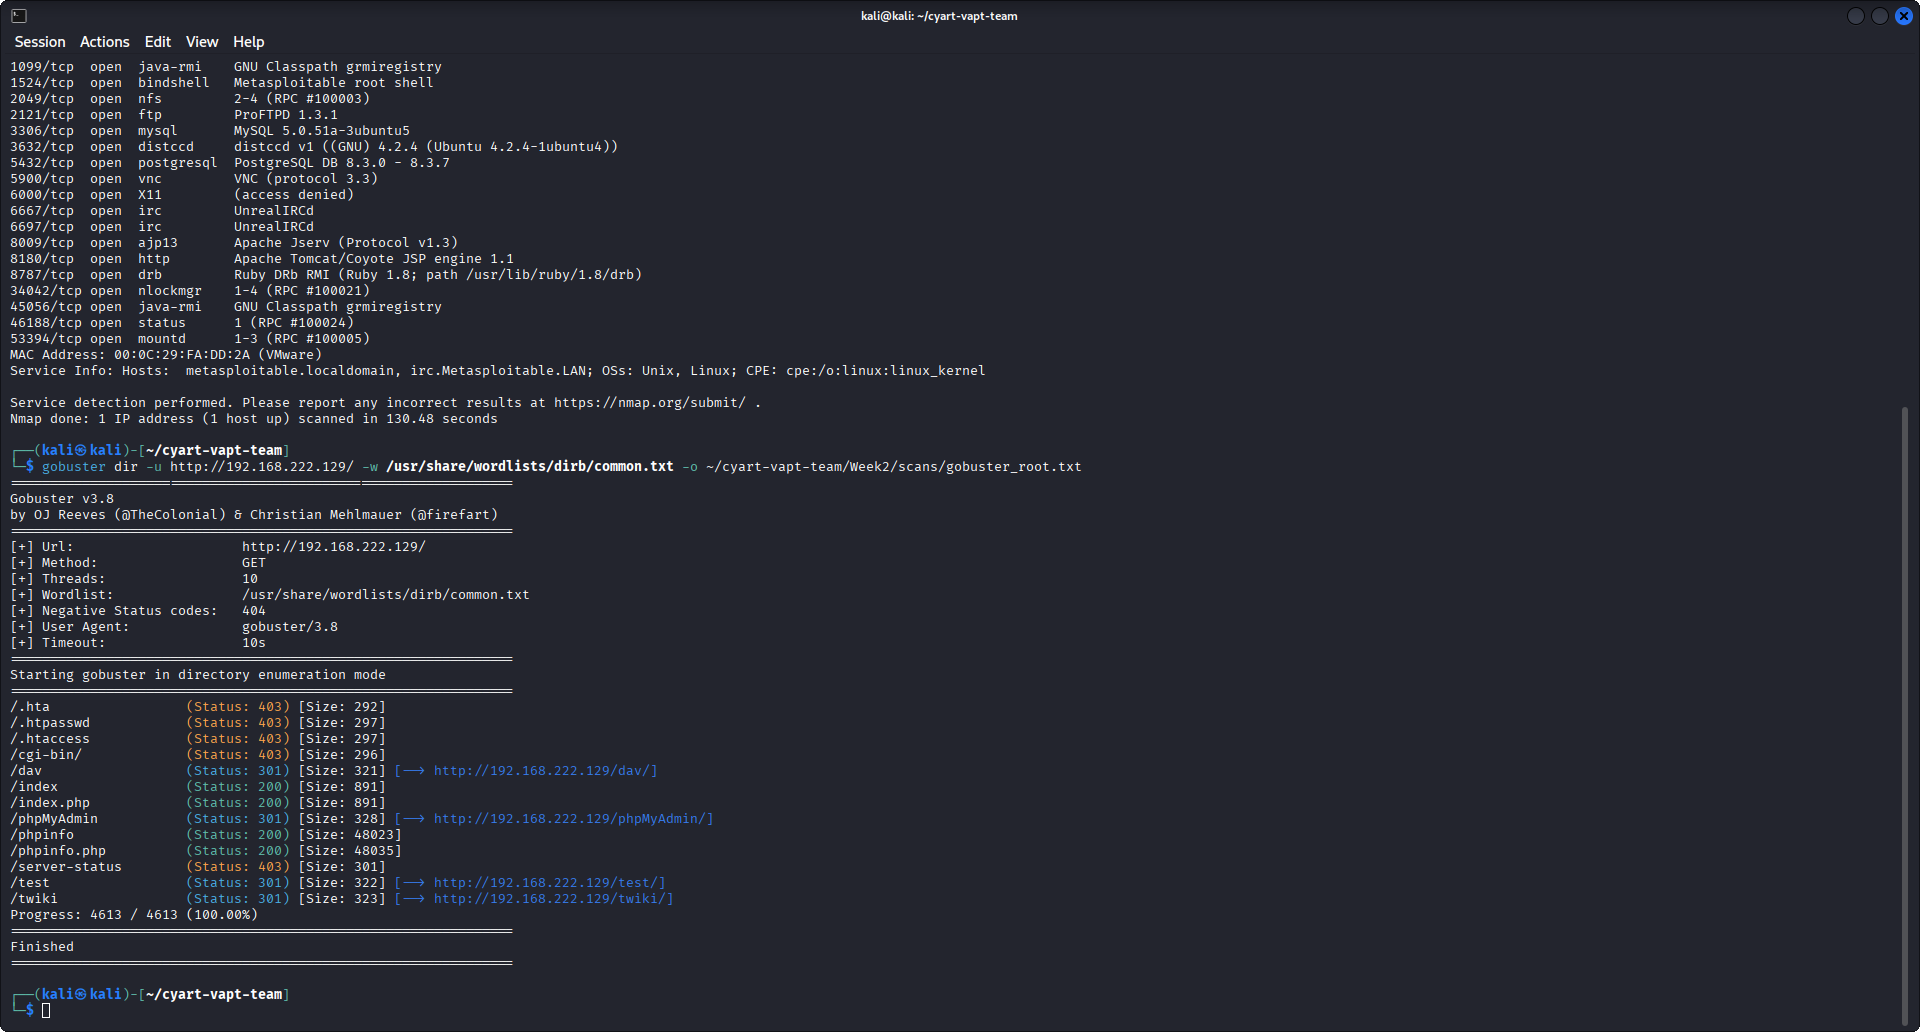 kali@kali: ~/cyart-vapt-team
Session Actions Edit View Help
1099/tcp  open  java-rmi    GNU Classpath grmiregistry
1524/tcp  open  bindshell   Metasploitable root shell
2049/tcp  open  nfs         2-4 (RPC #100003)
2121/tcp  open  ftp         ProFTPD 1.3.1
3306/tcp  open  mysql       MySQL 5.0.51a-3ubuntu5
3632/tcp  open  distccd     distccd v1 ((GNU) 4.2.4 (Ubuntu 4.2.4-1ubuntu4))
5432/tcp  open  postgresql  PostgreSQL DB 8.3.0 - 8.3.7
5900/tcp  open  vnc         VNC (protocol 3.3)
6000/tcp  open  X11         (access denied)
6667/tcp  open  irc         UnrealIRCd
6697/tcp  open  irc         UnrealIRCd
8009/tcp  open  ajp13       Apache Jserv (Protocol v1.3)
8180/tcp  open  http        Apache Tomcat/Coyote JSP engine 1.1
8787/tcp  open  drb         Ruby DRb RMI (Ruby 1.8; path /usr/lib/ruby/1.8/drb)
34042/tcp open  nlockmgr    1-4 (RPC #100021)
45056/tcp open  java-rmi    GNU Classpath grmiregistry
46188/tcp open  status      1 (RPC #100024)
53394/tcp open  mountd      1-3 (RPC #100005)
MAC Address: 00:0C:29:FA:DD:2A (VMware)
Service Info: Hosts:  metasploitable.localdomain, irc.Metasploitable.LAN; OSs: Unix, Linux; CPE: cpe:/o:linux:linux_kernel
Service detection performed. Please report any incorrect results at https://nmap.org/submit/ .
Nmap done: 1 IP address (1 host up) scanned in 130.48 seconds
┌──(kali㉿kali)-[~/cyart-vapt-team]
└─$ gobuster dir -u http://192.168.222.129/ -w /usr/share/wordlists/dirb/common.txt -o ~/cyart-vapt-team/Week2/scans/gobuster_root.txt
===============================================================
Gobuster v3.8
by OJ Reeves (@TheColonial) & Christian Mehlmauer (@firefart)
===============================================================
[+] Url:                     http://192.168.222.129/
[+] Method:                  GET
[+] Threads:                 10
[+] Wordlist:                /usr/share/wordlists/dirb/common.txt
[+] Negative Status codes:   404
[+] User Agent:              gobuster/3.8
[+] Timeout:                 10s
===============================================================
Starting gobuster in directory enumeration mode
===============================================================
/.hta                 (Status: 403) [Size: 292]
/.htpasswd            (Status: 403) [Size: 297]
/.htaccess            (Status: 403) [Size: 297]
/cgi-bin/             (Status: 403) [Size: 296]
/dav                  (Status: 301) [Size: 321] [--> http://192.168.222.129/dav/]
/index                (Status: 200) [Size: 891]
/index.php            (Status: 200) [Size: 891]
/phpMyAdmin           (Status: 301) [Size: 328] [--> http://192.168.222.129/phpMyAdmin/]
/phpinfo              (Status: 200) [Size: 48023]
/phpinfo.php          (Status: 200) [Size: 48035]
/server-status        (Status: 403) [Size: 301]
/test                 (Status: 301) [Size: 322] [--> http://192.168.222.129/test/]
/twiki                (Status: 301) [Size: 323] [--> http://192.168.222.129/twiki/]
Progress: 4613 / 4613 (100.00%)
===============================================================
Finished
===============================================================
┌──(kali㉿kali)-[~/cyart-vapt-team]
└─$